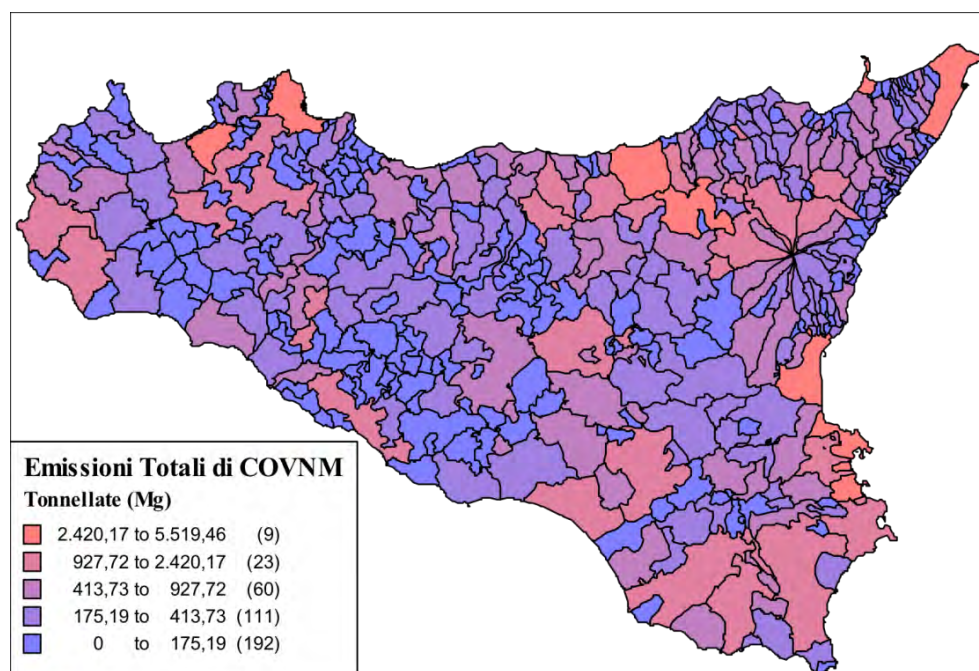 Emissioni Totali di COVNM
Tonnellate (Mg)
2.420,17 to 5.519,46 (9)
927,72 to 2.420,17 (23)
413,73 to 927,72 (60)
175,19 to 413,73 (111)
0 to 175,19 (192)